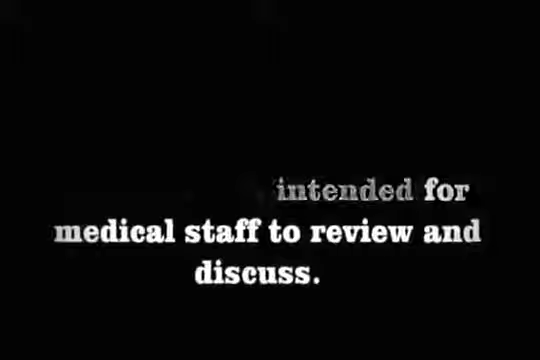 intended for
medical staff to review and
discuss.